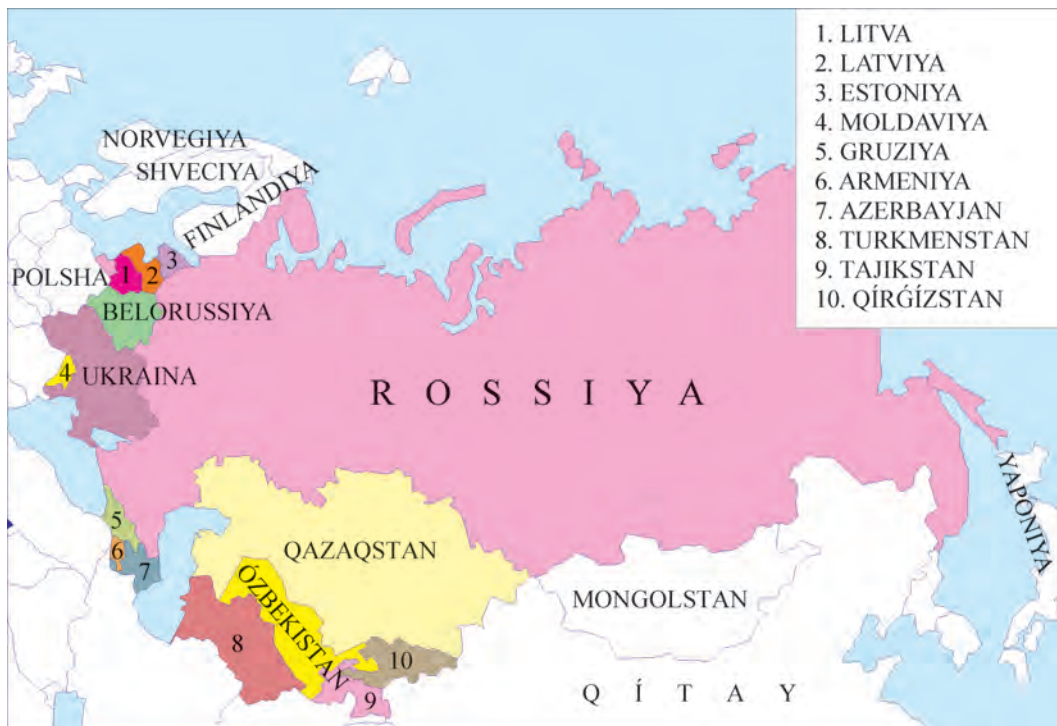 1. LITVA
2. LATVIYA
3. ESTONIYA
4. MOLDAVIYA
5. GRUZIYA
6. ARMENIYA
7. AZERBAYJAN
8. TURKMENSTAN
9. TAJIKSTAN
10. QÍRǴÍZSTAN
NORVEGIYA
SHVECIYA
FINLANDIYA
POLSHA
1
2
3
BELORUSSIYA
4
UKRAINA
ROSSIYA
YAPONIYA
5
6
7
QAZAQSTAN
ÓZBEKISTAN
MONGOLSTAN
8
10
9
QÍTAY